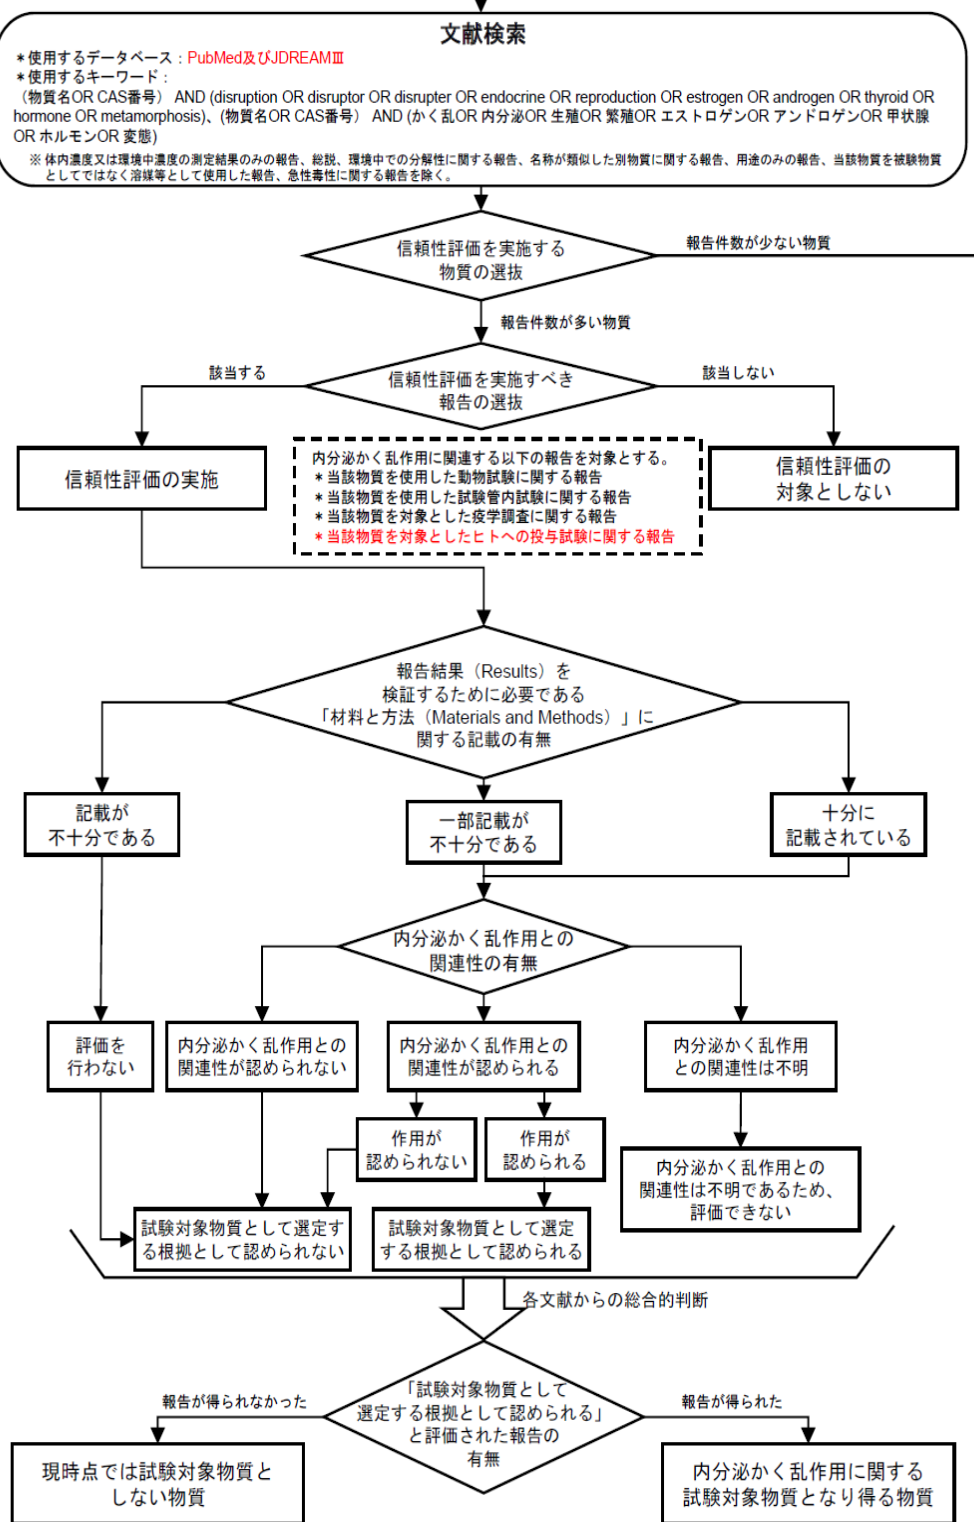 文献検索
＊使用するデータベース：PubMed及びJDREAMⅢ
＊使用するキーワード：
（物質名OR CAS番号） AND (disruption OR disruptor OR disrupter OR endocrine OR reproduction OR estrogen OR androgen OR thyroid OR
hormone OR metamorphosis)、(物質名OR CAS番号） AND (かく乱OR 内分泌OR 生殖OR 繁殖OR エストロゲンOR アンドロゲンOR 甲状腺
OR ホルモンOR 変態)
※ 体内濃度又は環境中濃度の測定結果のみの報告、総説、環境中での分解性に関する報告、名称が類似した別物質に関する報告、用途のみの報告、当該物質を被験物質
としてではなく溶媒等として使用した報告、急性毒性に関する報告を除く。
信頼性評価を実施する
物質の選抜
報告件数が少ない物質
報告件数が多い物質
信頼性評価を実施すべき
報告の選抜
該当する
該当しない
信頼性評価の実施
内分泌かく乱作用に関連する以下の報告を対象とする。
＊当該物質を使用した動物試験に関する報告
＊当該物質を使用した試験管内試験に関する報告
＊当該物質を対象とした疫学調査に関する報告
＊当該物質を対象としたヒトへの投与試験に関する報告
信頼性評価の
対象としない
報告結果（Results）を
検証するために必要である
「材料と方法（Materials and Methods）」に
関する記載の有無
記載が
不十分である
一部記載が
不十分である
十分に
記載されている
内分泌かく乱作用との
関連性の有無
評価を
行わない
内分泌かく乱作用との
関連性が認められない
内分泌かく乱作用との
関連性が認められる
内分泌かく乱作用
との関連性は不明
作用が
認められない
作用が
認められる
内分泌かく乱作用との
関連性は不明であるため、
評価できない
試験対象物質として選定す
る根拠として認められない
試験対象物質として選定
する根拠として認められる
各文献からの総合的判断
「試験対象物質として
選定する根拠として認められる」
と評価された報告の
有無
報告が得られなかった
報告が得られた
現時点では試験対象物質と
しない物質
内分泌かく乱作用に関する
試験対象物質となり得る物質